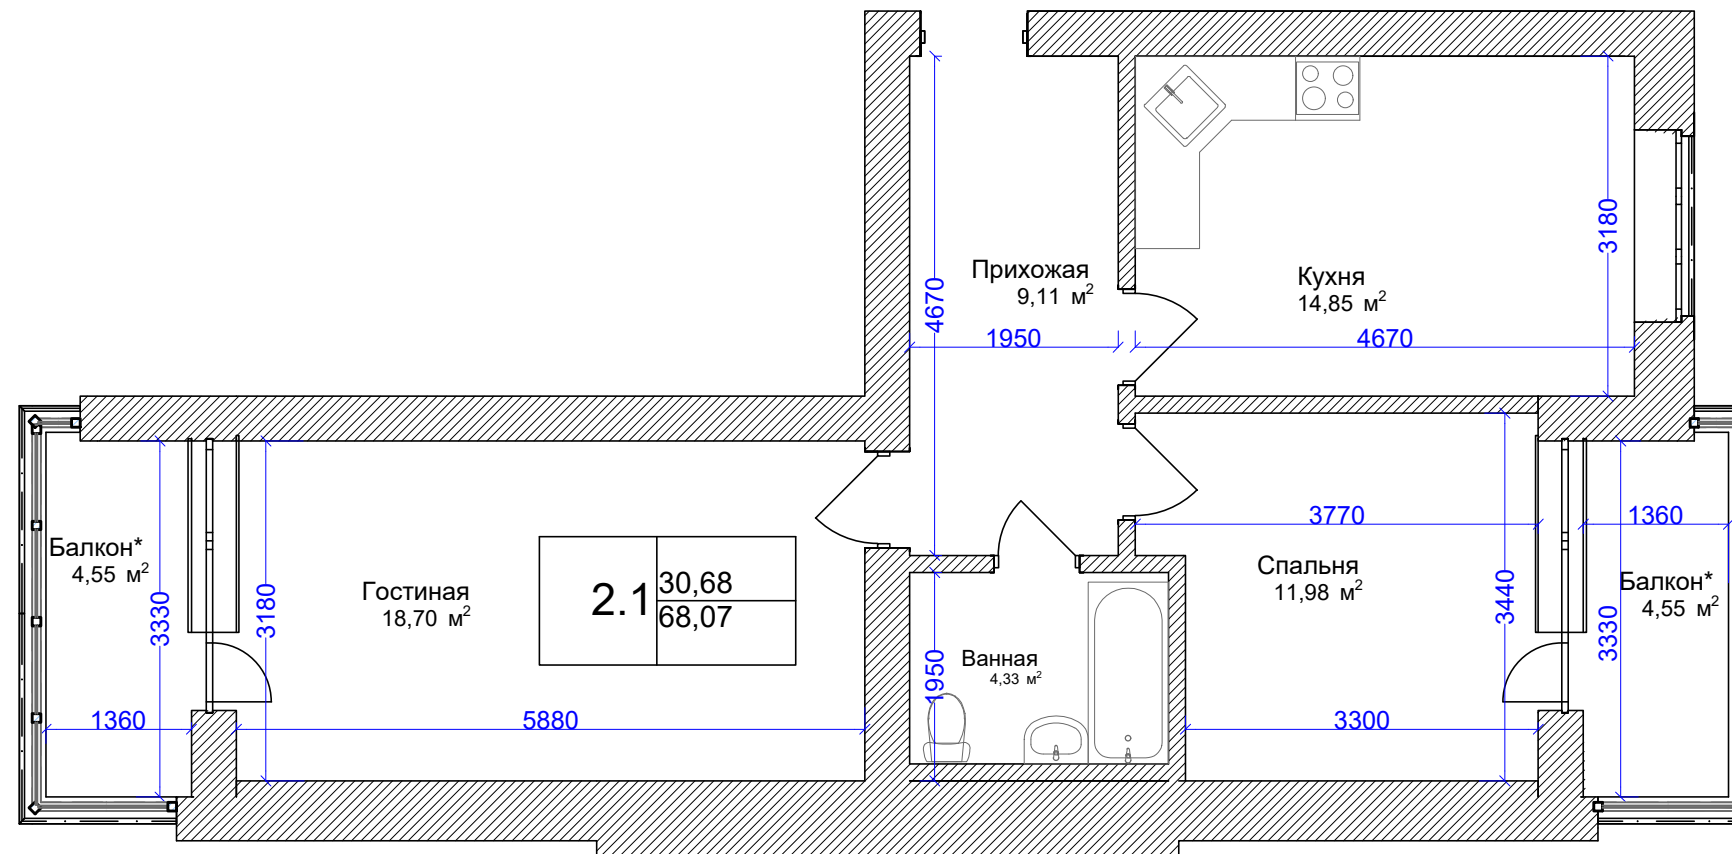 Прихожая
9,11 м²
Кухня
14,85 м²
3180
4670
1950
4670
Балкон*
4,55 м²
3330
1360
Гостиная
18,70 м²
3180
5880
2.1
30,68
68,07
Ванная
4,33 м²
1950
3770
Спальня
11,98 м²
3440
3300
1360
Балкон*
4,55 м²
3330